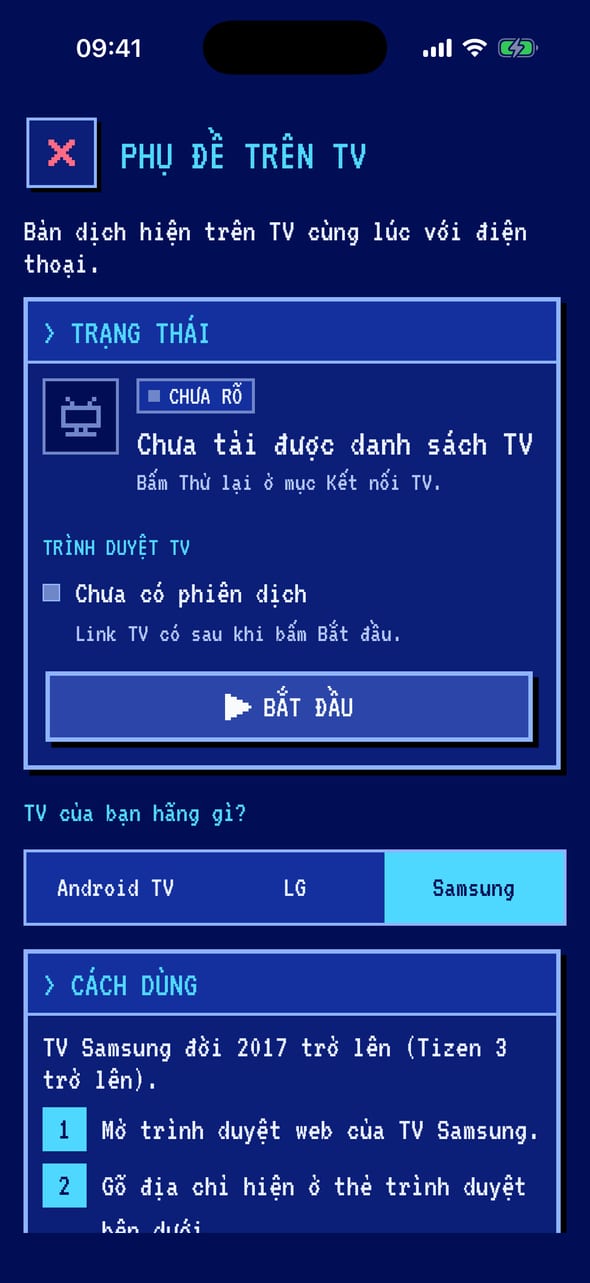 09:41
PHỤ ĐỀ TRÊN TV
Bản dịch hiện trên TV cùng lúc với điện
thoại.
> TRẠNG THÁI
CHƯA RÕ
Chưa tải được danh sách TV
Bấm Thử lại ở mục Kết nối TV.
TRÌNH DUYỆT TV
Chưa có phiên dịch
Link TV có sau khi bấm Bắt đầu.
BẮT ĐẦU
TV của bạn hãng gì?
Android TV LG Samsung
> CÁCH DÙNG
TV Samsung đời 2017 trở lên (Tizen 3
trở lên).
1 Mở trình duyệt web của TV Samsung.
2 Gõ địa chỉ hiện ở thẻ trình duyệt
bên dưới